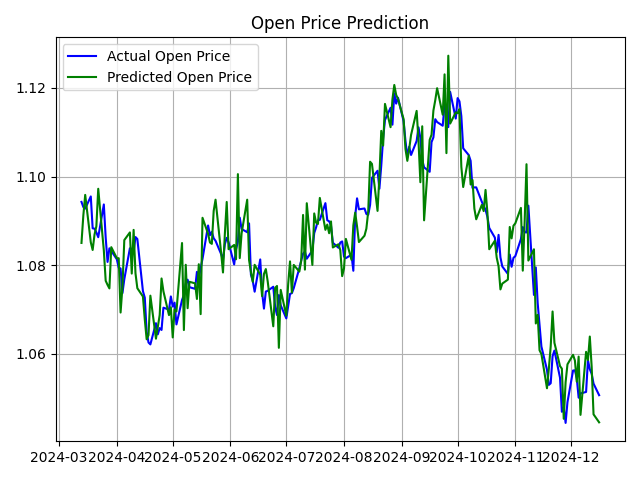 Open Price Prediction
Actual Open Price
Predicted Open Price
1.12
1.10
1.08
1.06
2024-03 2024-04 2024-05 2024-06 2024-07 2024-08 2024-09 2024-10 2024-11 2024-12